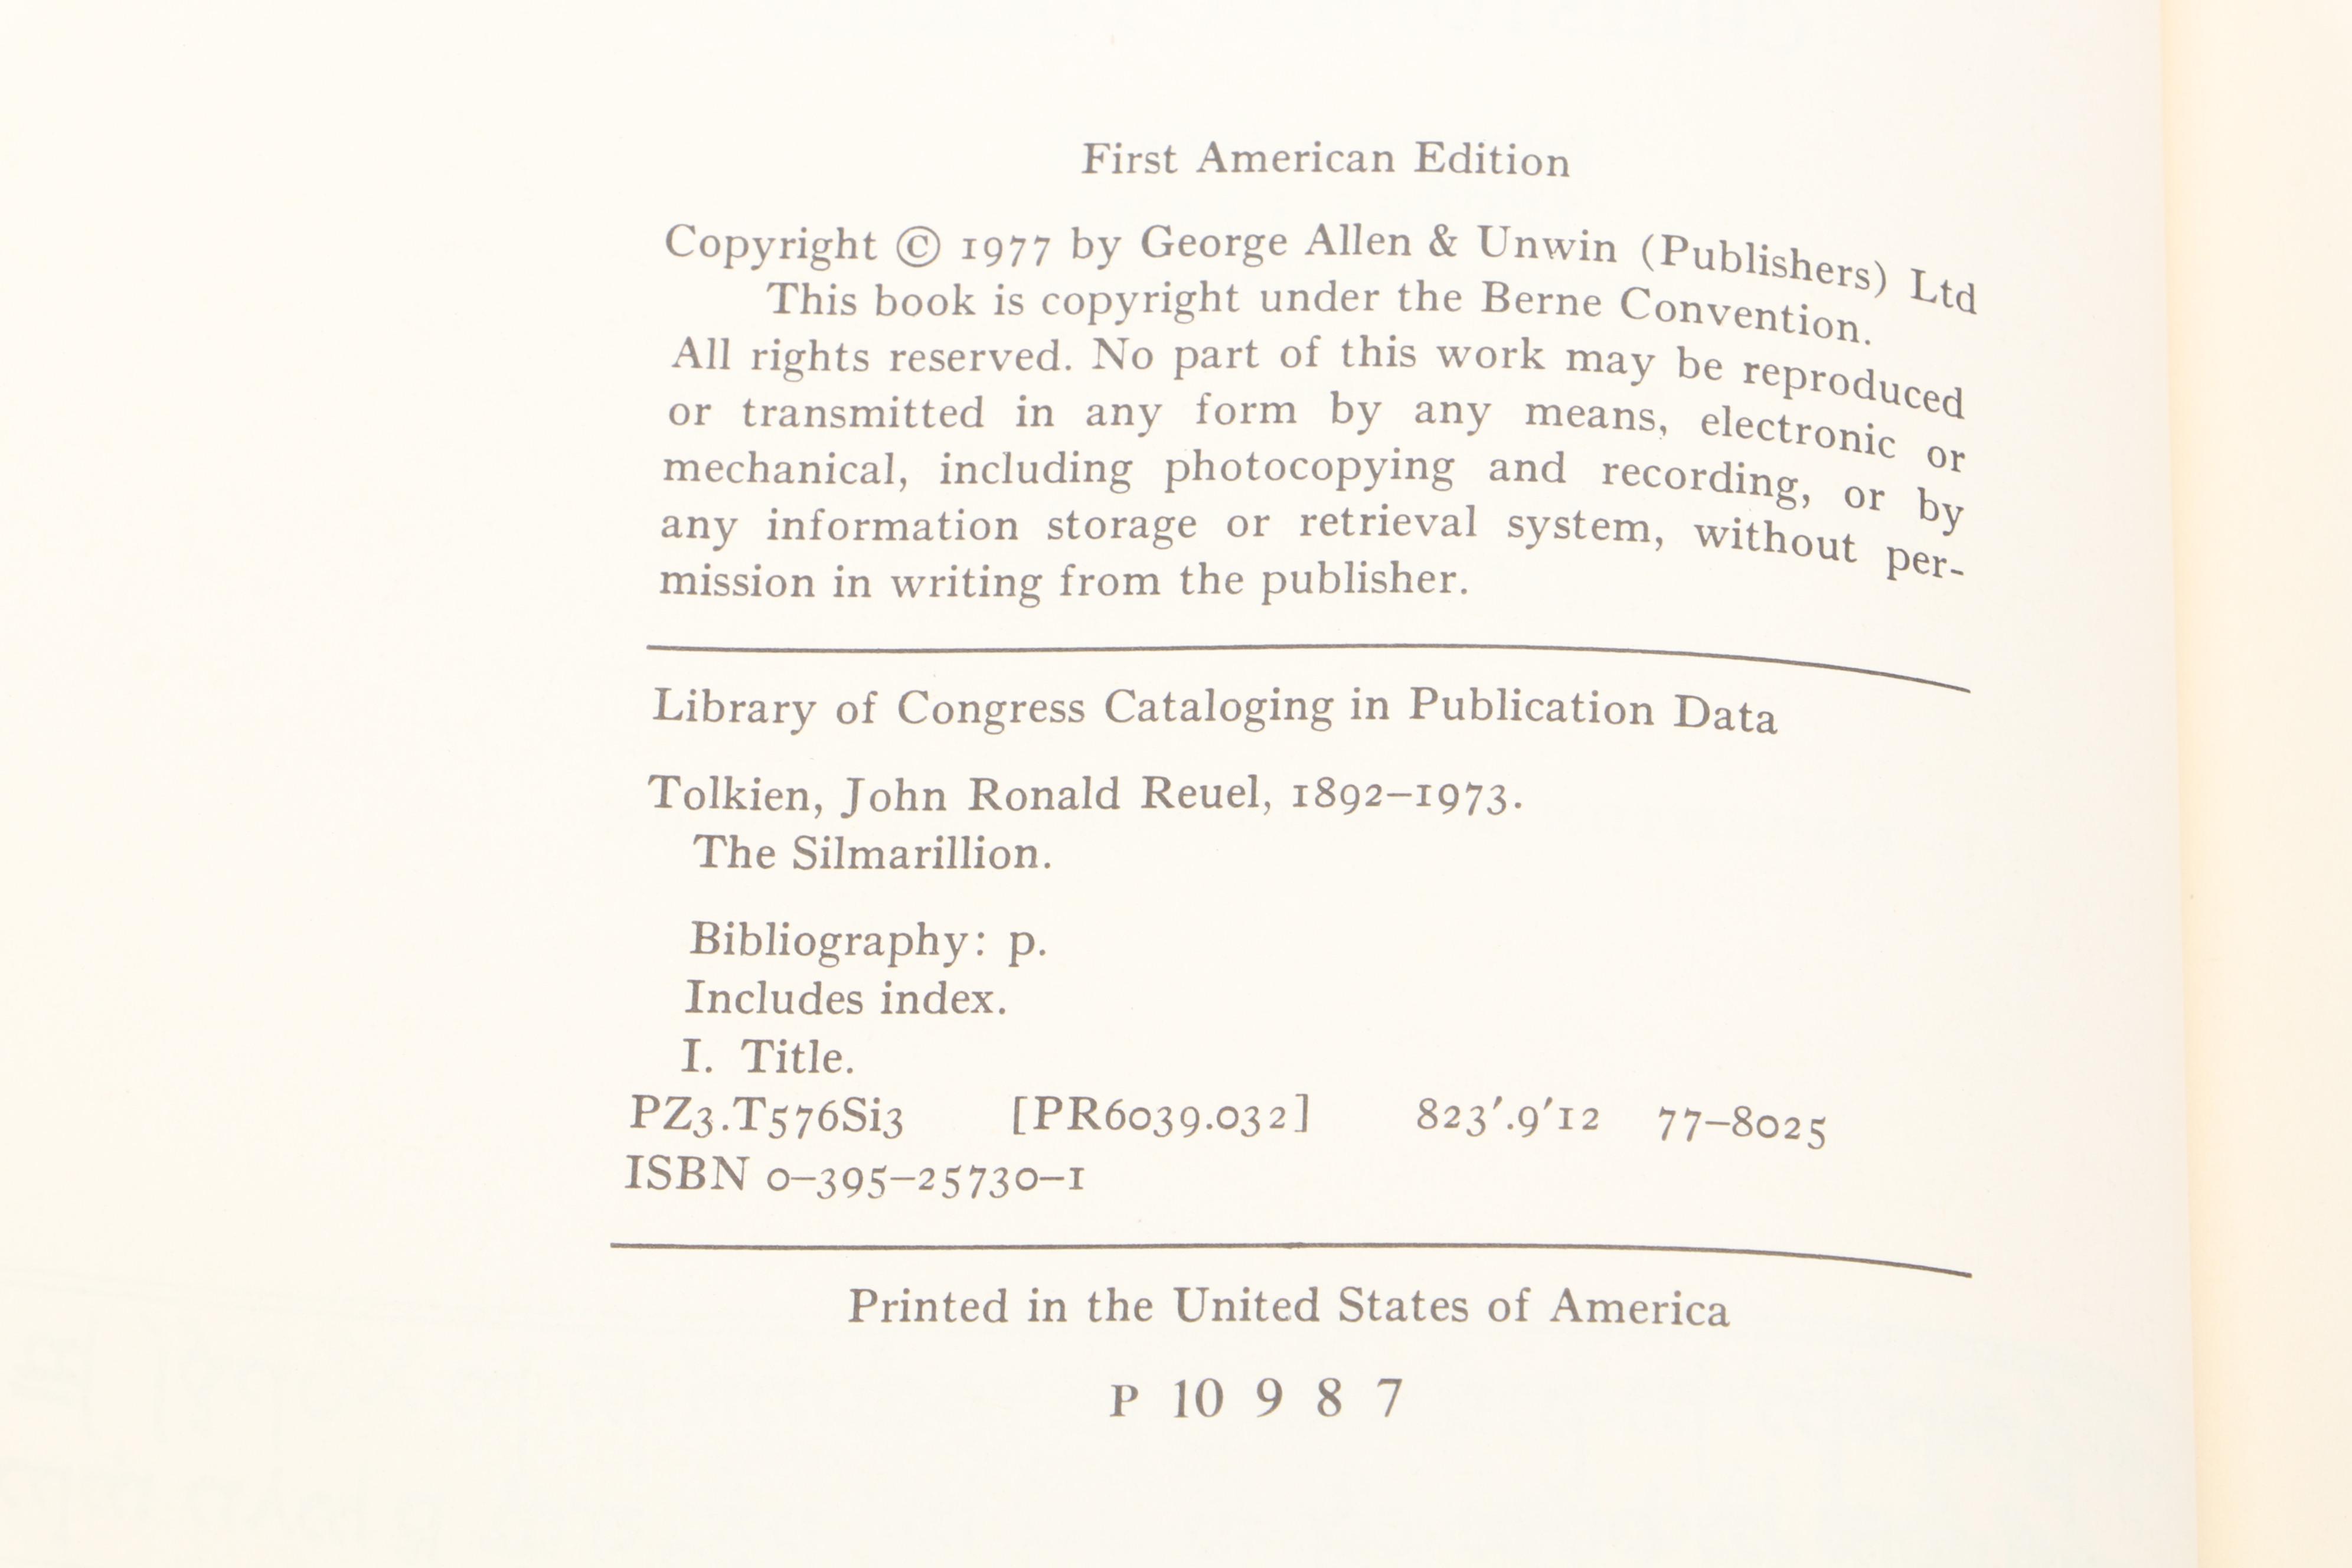 First American Edition
Copyright © 1977 by George Allen & Unwin (Publishers) Ltd
This book is copyright under the Berne Convention.
All rights reserved. No part of this work may be reproduced
or transmitted in any form by any means, electronic or
mechanical, including photocopying and recording, or by
any information storage or retrieval system, without per-
mission in writing from the publisher.
Library of Congress Cataloging in Publication Data
Tolkien, John Ronald Reuel, 1892–1973.
The Silmarillion.
Bibliography: p.
Includes index.
I. Title.
PZ3.T576Si3 [PR6039.032] 823'.9'12 77–8025
ISBN 0–395–25730–1
Printed in the United States of America
P 10 9 8 7